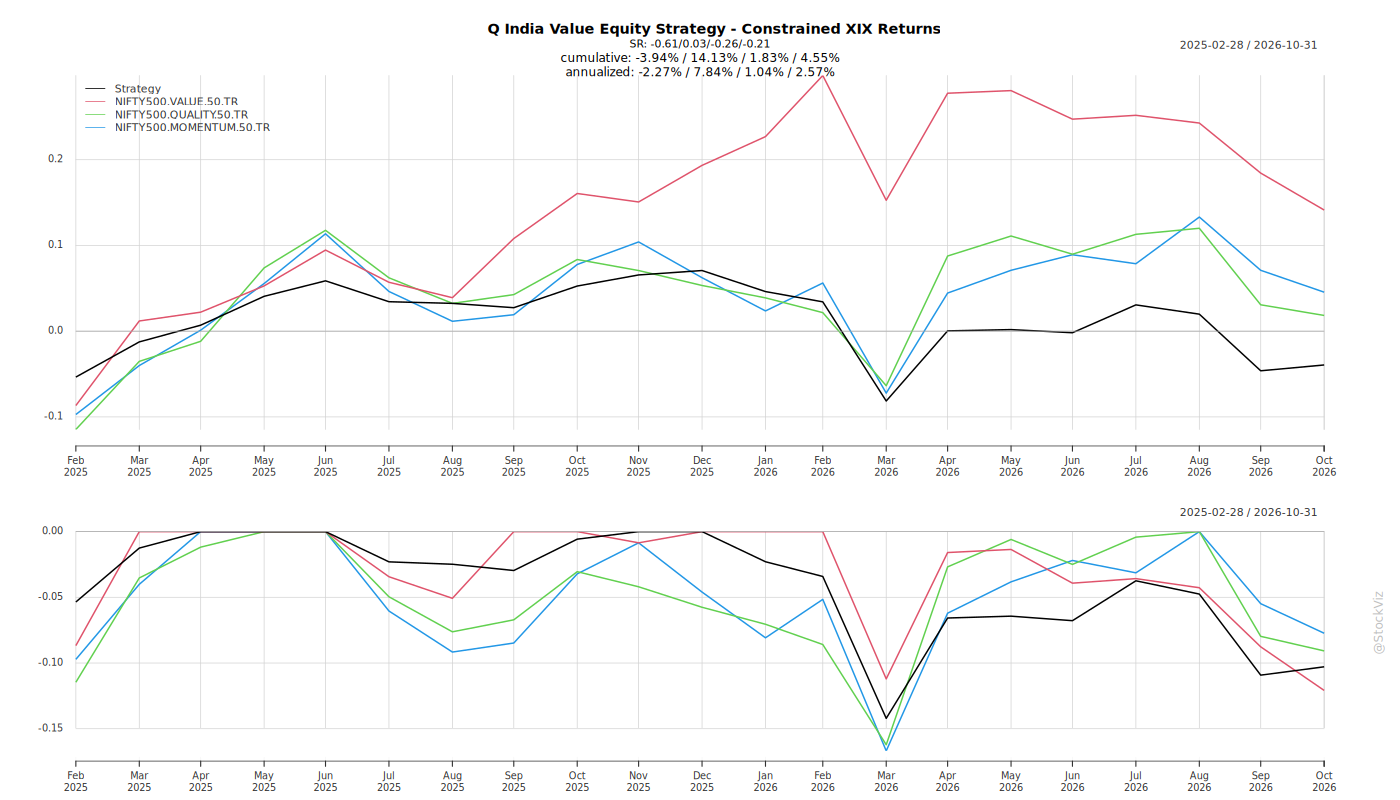 Q India Value Equity Strategy - Constrained XIX Returns
SR: -0.61/0.03/-0.26/-0.21
cumulative: -3.94% / 14.13% / 1.83% / 4.55%
annualized: -2.27% / 7.84% / 1.04% / 2.57%
2025-02-28 / 2026-10-31
Strategy
NIFTY500.VALUE.50.TR
NIFTY500.QUALITY.50.TR
NIFTY500.MOMENTUM.50.TR
0.2
0.1
0.0
-0.1
Feb Mar Apr May Jun Jul Aug Sep Oct Nov Dec Jan Feb Mar Apr May Jun Jul Aug Sep Oct
2025 2025 2025 2025 2025 2025 2025 2025 2025 2025 2025 2026 2026 2026 2026 2026 2026 2026 2026 2026 2026
2025-02-28 / 2026-10-31
0.00
-0.05
-0.10
-0.15
Feb Mar Apr May Jun Jul Aug Sep Oct Nov Dec Jan Feb Mar Apr May Jun Jul Aug Sep Oct
2025 2025 2025 2025 2025 2025 2025 2025 2025 2025 2025 2026 2026 2026 2026 2026 2026 2026 2026 2026 2026
@StockViz